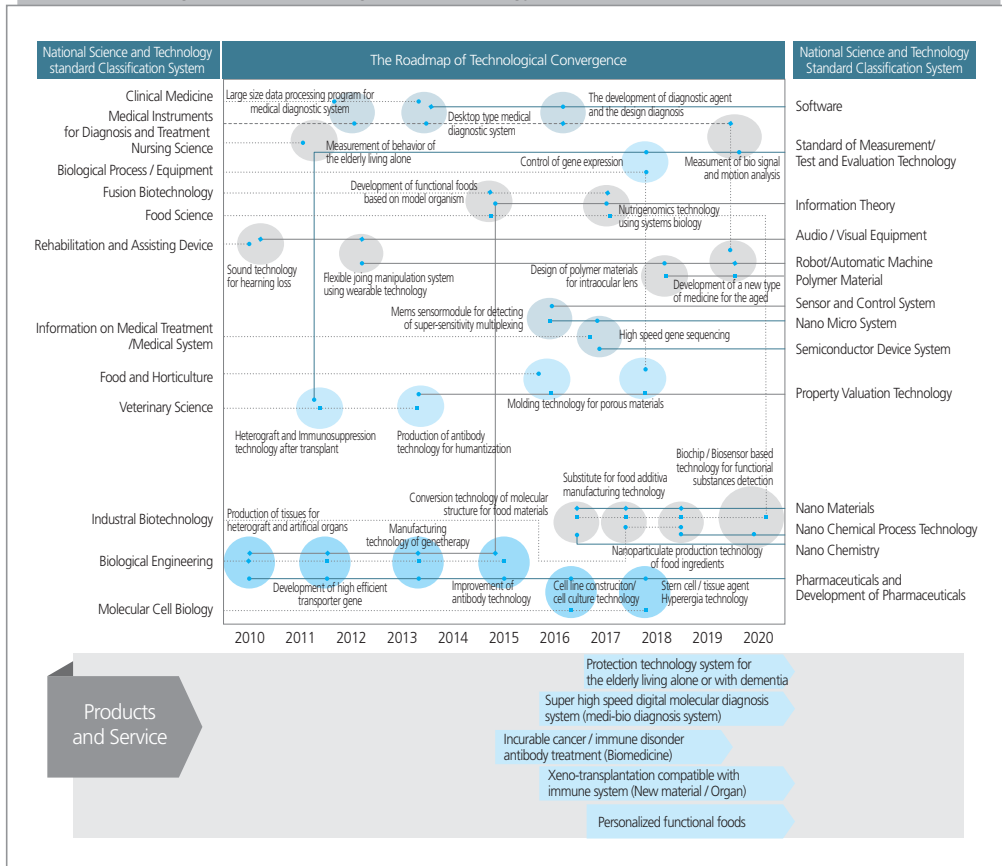 National Science and Technology
standard Classification System
The Roadmap of Technological Convergence
National Science and Technology
Standard Classification System
Clinical Medicine
Medical Instruments
for Diagnosis and Treatment
Nursing Science
Biological Process / Equipment
Fusion Biotechnology
Food Science
Rehabilitation and Assisting Device
Information on Medical Treatment
/Medical System
Food and Horticulture
Veterinary Science
Industral Biotechnology
Biological Engineering
Molecular Cell Biology
Large size data processing program for
medical diagnostic system
Desktop type medical
diagnostic system
The development of diagnostic agent
and the design diagnosis
Measurement of behavior of
the elderly living alone
Control of gene expression
Measument of bio signal
and motion analysis
Development of functional foods
based on model organism
Nutrigenomics technology
using systems biology
Sound technology
for hearning loss
Flexible joing manipulation system
using wearable technology
Design of polymer materials
for intraocular lens
Development of a new type
of medicine for the aged
Mems sensormodule for detecting
of super-sensitivity multiplexing
High speed gene sequencing
Molding technology for porous materials
Heterograft and Immunosuppression
technology after transplant
Production of antibody
technology for humantization
Biochip / Biosensor based
technology for functional
substances detection
Substitute for food additiva
manufacturing technology
Conversion technology of molecular
structure for food materials
Production of tissues for
heterograft and artificial organs
Manufacturing
technology of genetherapy
Nanoparticulate production technology
of food ingredients
Development of high efficient
transporter gene
Improvement of
antibody technology
Cell line construciton/
cell culture technology
Stem cell / tissue agent
Hyperergia technology
Software
Standard of Measurement/
Test and Evaluation Technology
Information Theory
Audio / Visual Equipment
Robot/Automatic Machine
Polymer Material
Sensor and Control System
Nano Micro System
Semiconductor Device System
Property Valuation Technology
Nano Materials
Nano Chemical Process Technology
Nano Chemistry
Pharmaceuticals and
Development of Pharmaceuticals
2010 2011 2012 2013 2014 2015 2016 2017 2018 2019 2020
Products
and Service
Protection technology system for
the elderly living alone or with dementia
Super high speed digital molecular diagnosis
system (medi-bio diagnosis system)
Incurable cancer / immune disonder
antibody treatment (Biomedicine)
Xeno-transplantation compatible with
immune system (New material / Organ)
Personalized functional foods